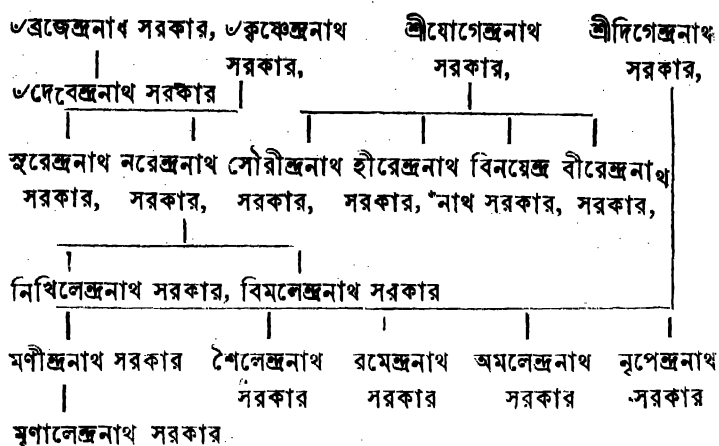 ৺ব্রজেন্দ্রনাথ সরকার, ৺কৃষ্ণেন্দ্রনাথ শ্রীযোগেন্দ্রনাথ শ্রীদিগেন্দ্রনাথ
সরকার, সরকার, সরকার,
৺দেবেন্দ্রনাথ সরকার
সুরেন্দ্রনাথ নরেন্দ্রনাথ সৌরীন্দ্রনাথ হীরেন্দ্রনাথ বিনয়েন্দ্র বীরেন্দ্রনাথ
সরকার, সরকার, সরকার, সরকার, নাথ সরকার, সরকার,
নিখিলেন্দ্রনাথ সরকার, বিমলেন্দ্রনাথ সরকার
মণীন্দ্রনাথ সরকার শৈলেন্দ্রনাথ রমেন্দ্রনাথ অমলেন্দ্রনাথ নৃপেন্দ্রনাথ
সরকার সরকার সরকার সরকার
মৃণালেন্দ্রনাথ সরকার